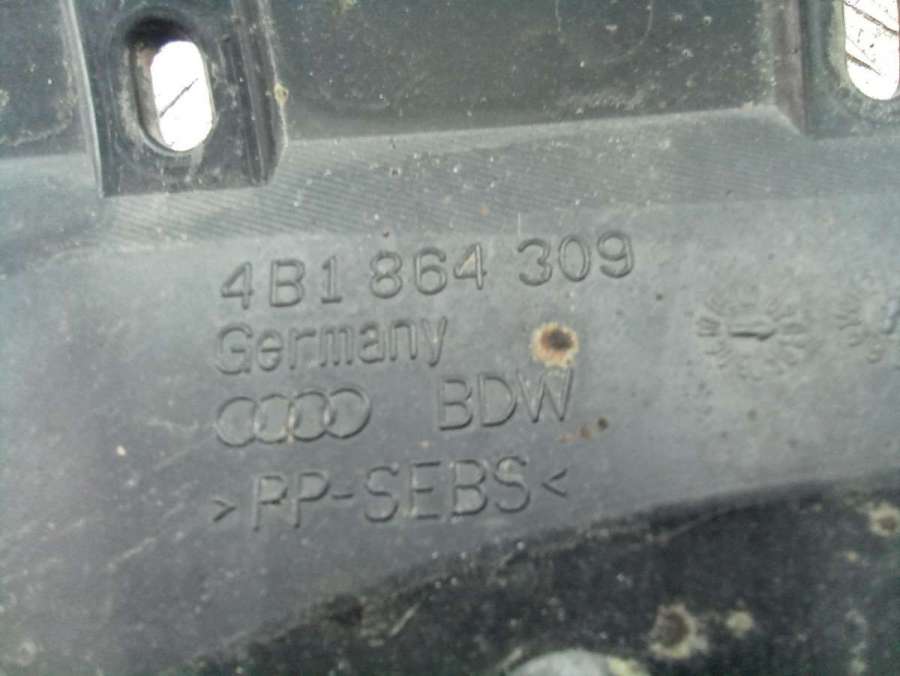 4B1 864 309
Germany
BDW
>PP-SEBS<